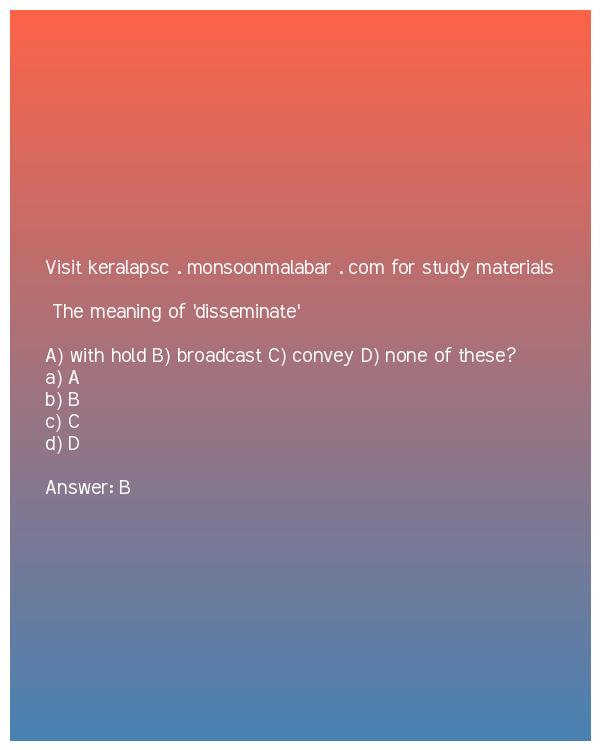 Visit keralapsc . monsoonmalabar . com for study materials
The meaning of 'disseminate'
A) with hold B) broadcast C) convey D) none of these?
a) A
b) B
c) C
d) D
Answer: B